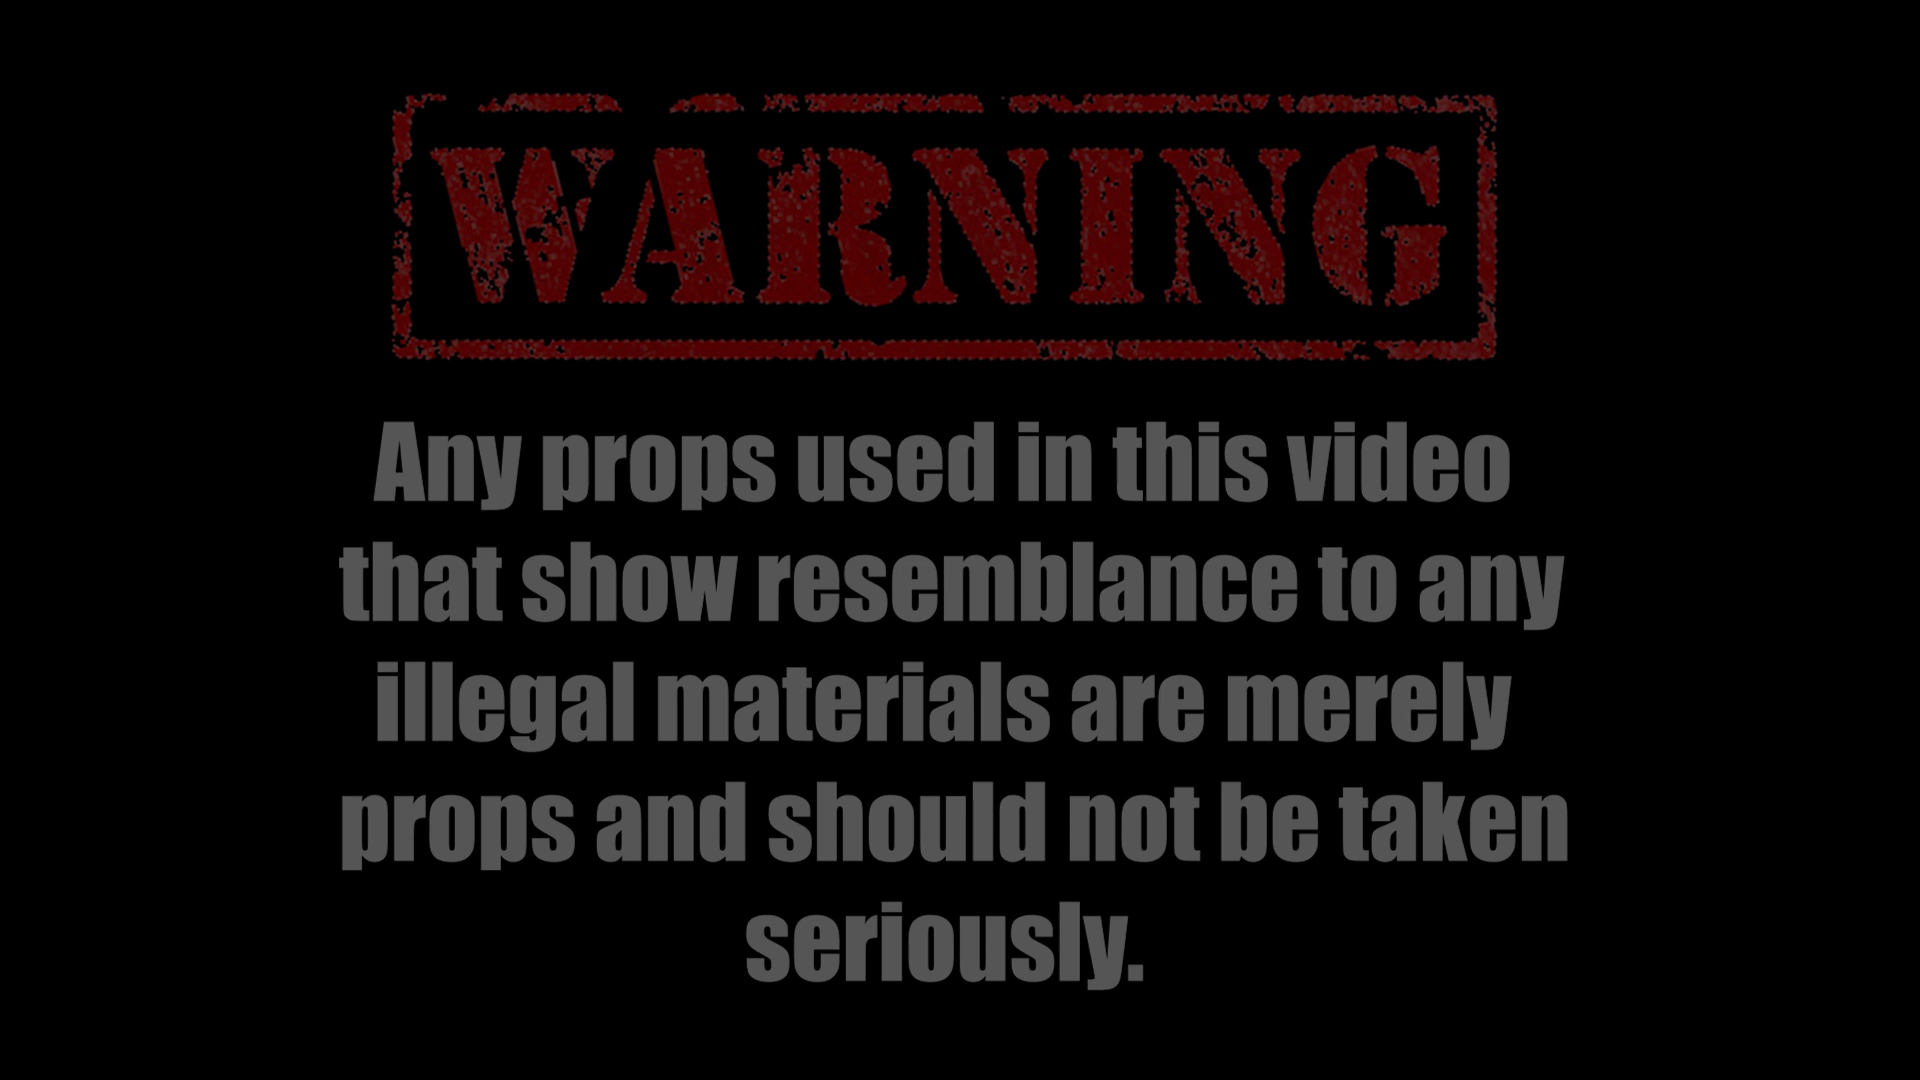 WARNING
Any props used in this video
that show resemblance to any
illegal materials are merely
props and should not be taken
seriously.